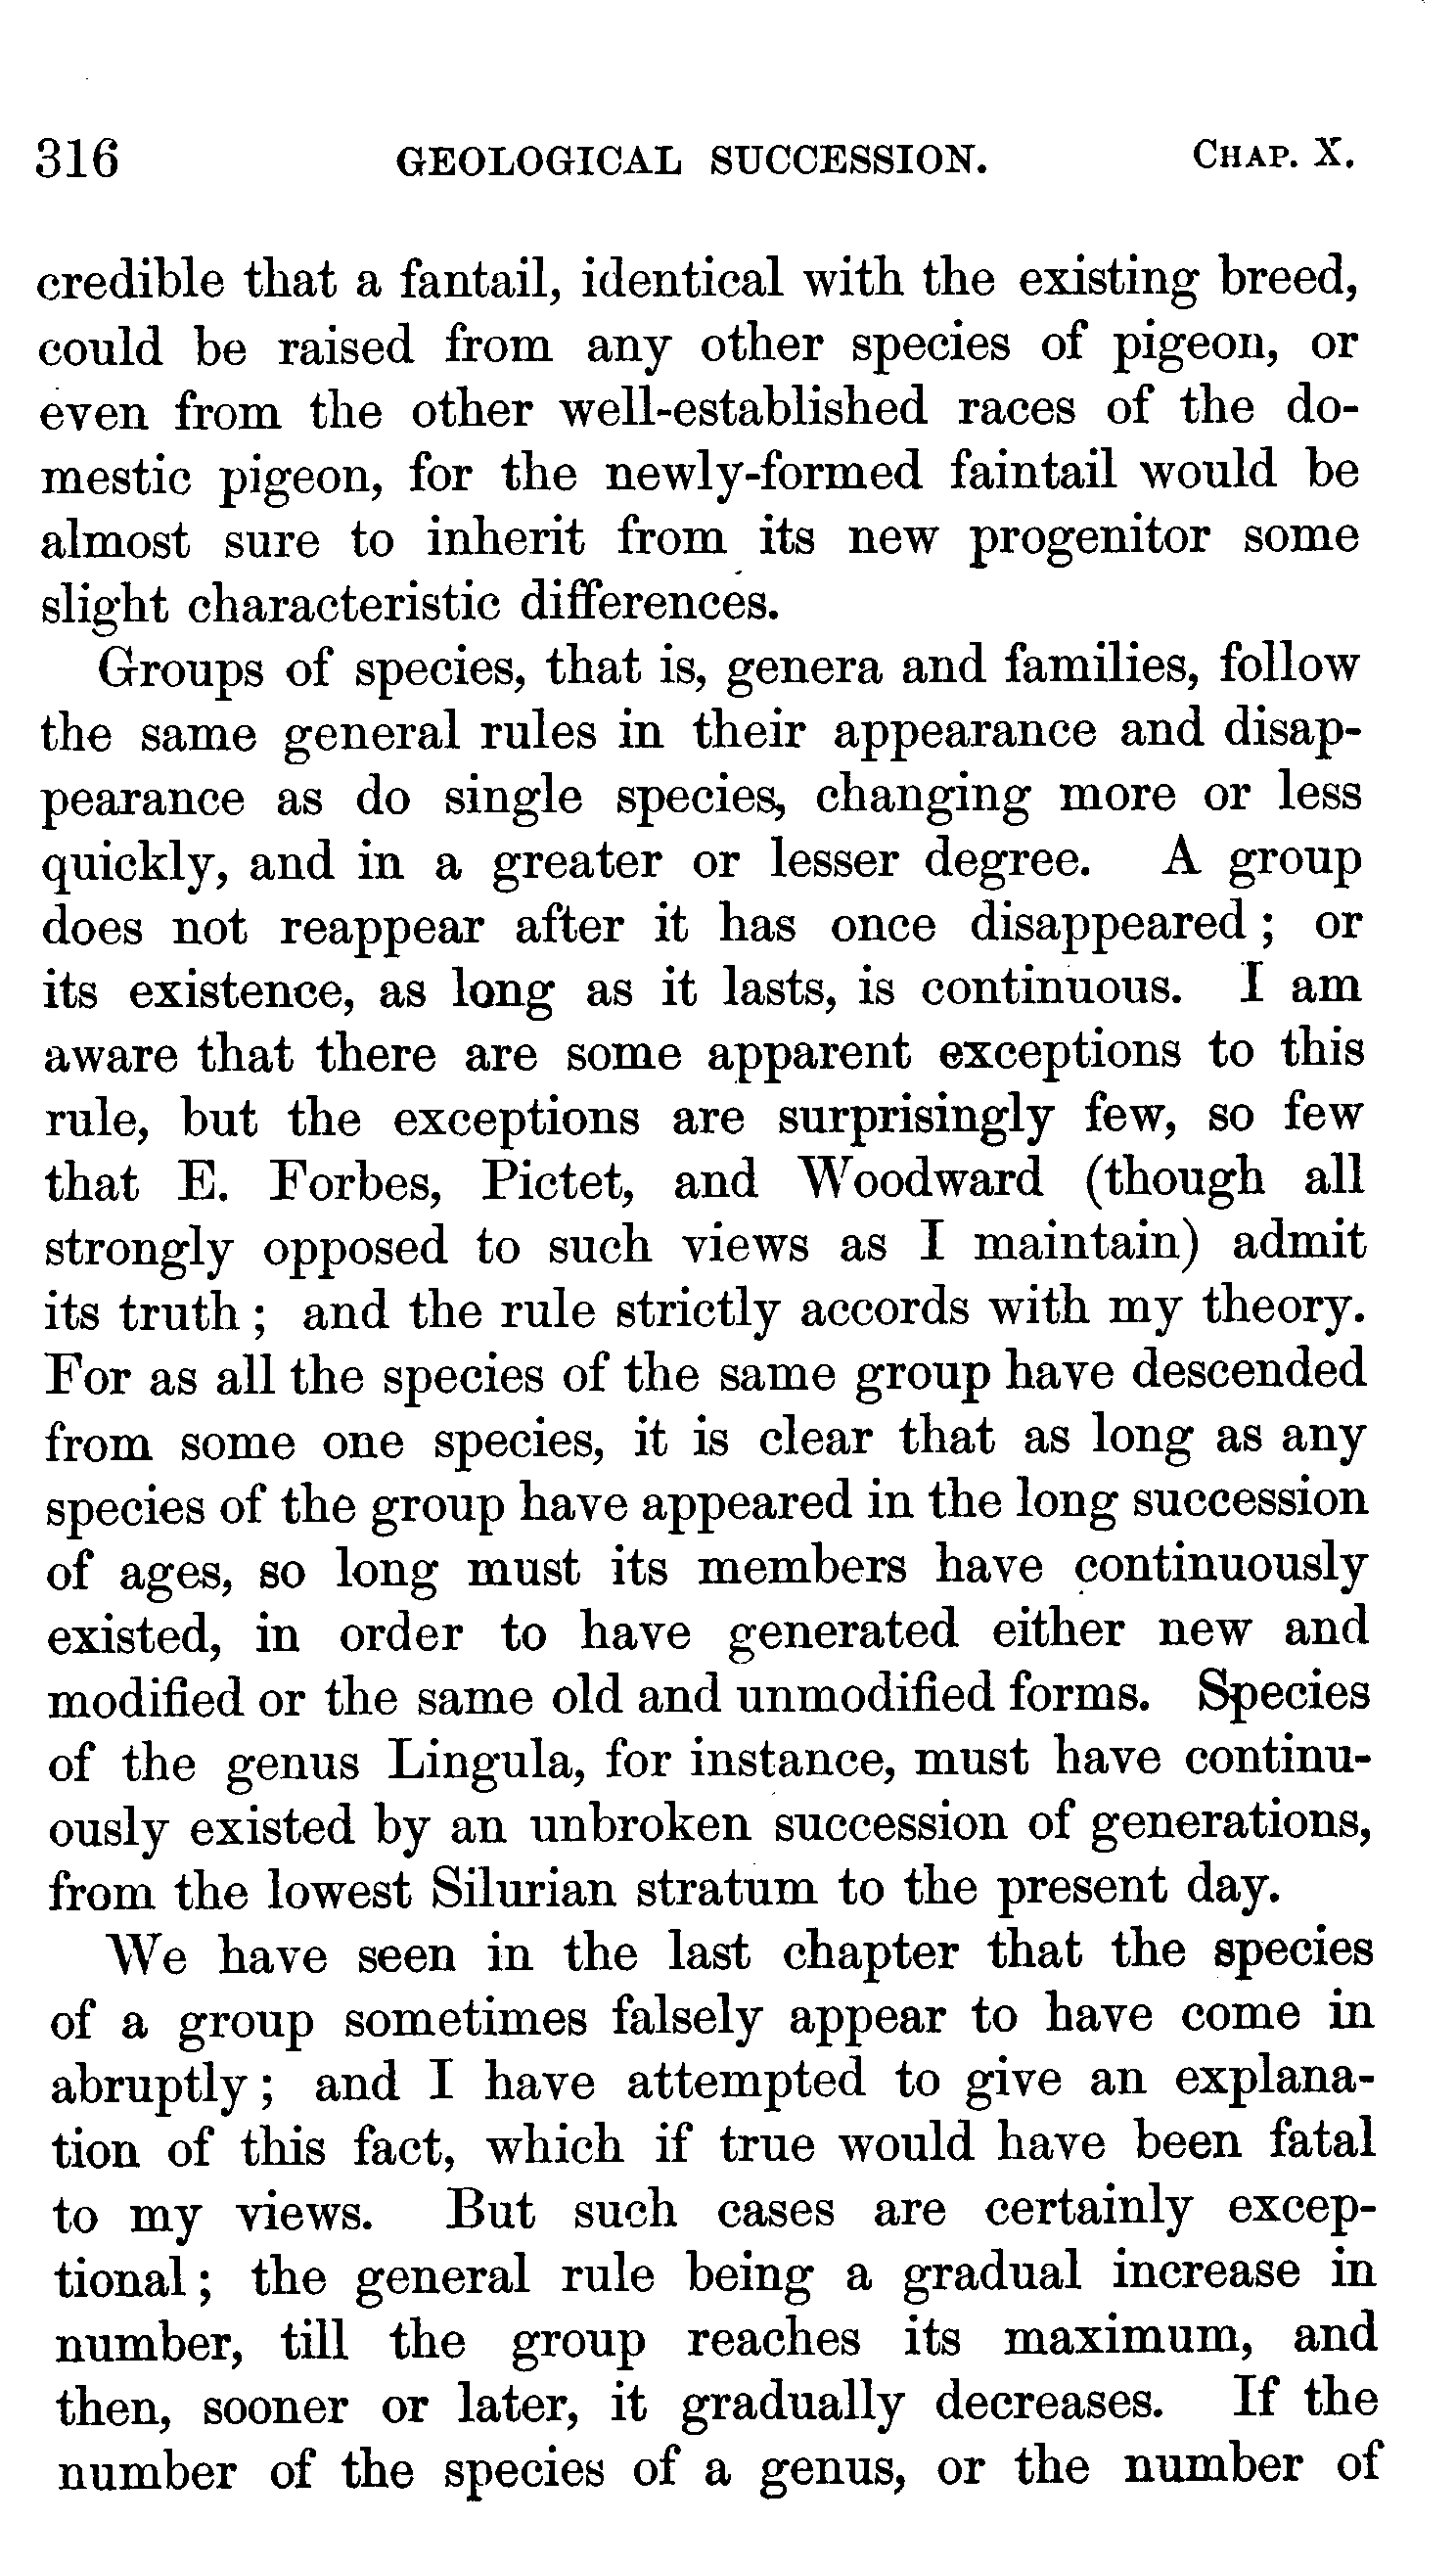 316 GEOLOGICAL SUCCESSION. CHAP. X.
credible that a fantail, identical with the existing breed,
could be raised from any other species of pigeon, or
even from the other well-established races of the do-
mestic pigeon, for the newly-formed faintail would be
almost sure to inherit from its new progenitor some
slight characteristic differences.
Groups of species, that is, genera and families, follow
the same general rules in their appearance and disap-
pearance as do single species, changing more or less
quickly, and in a greater or lesser degree. A group
does not reappear after it has once disappeared; or
its existence, as long as it lasts, is continuous. I am
aware that there are some apparent exceptions to this
rule, but the exceptions are surprisingly few, so few
that E. Forbes, Pictet, and Woodward (though all
strongly opposed to such views as I maintain) admit
its truth; and the rule strictly accords with my theory.
For as all the species of the same group have descended
from some one species, it is clear that as long as any
species of the group have appeared in the long succession
of ages, so long must its members have continuously
existed, in order to have generated either new and
modified or the same old and unmodified forms. Species
of the genus Lingula, for instance, must have continu-
ously existed by an unbroken succession of generations,
from the lowest Silurian stratum to the present day.
We have seen in the last chapter that the species
of a group sometimes falsely appear to have come in
abruptly; and I have attempted to give an explana-
tion of this fact, which if true would have been fatal
to my views. But such cases are certainly excep-
tional; the general rule being a gradual increase in
number, till the group reaches its maximum, and
then, sooner or later, it gradually decreases. If the
number of the species of a genus, or the number of